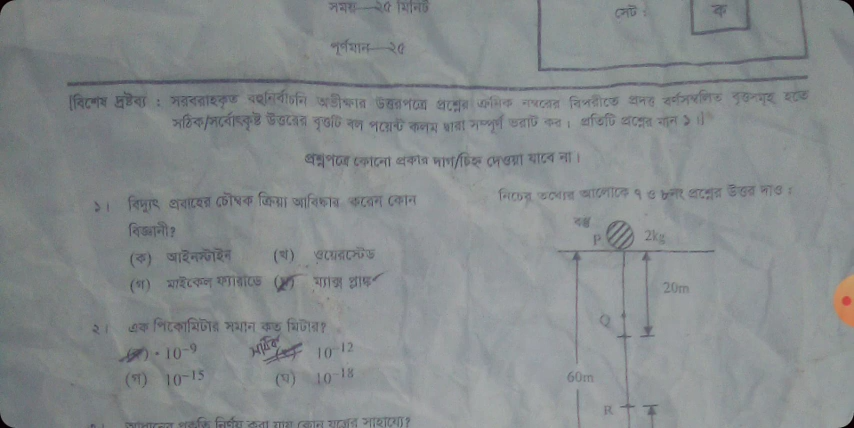 সময়—২৫ মিনিট
সেট : ক
পূর্ণমান—২৫
[বিশেষ দ্রষ্টব্য : সরবরাহকৃত বহুনির্বাচনি অভীক্ষার উত্তরপত্রে প্রশ্নের ক্রমিক নম্বরের বিপরীতে প্রদত্ত বর্ণসংবলিত বৃত্তসমূহ হতে
সঠিক/সর্বোৎকৃষ্ট উত্তরের বৃত্তটি বল পয়েন্ট কলম দ্বারা সম্পূর্ণ ভরাট কর। প্রতিটি প্রশ্নের মান ১।]
প্রশ্নপত্রে কোনো প্রকার দাগ/চিহ্ন দেওয়া যাবে না।
১। বিদ্যুৎ প্রবাহের চৌম্বক ক্রিয়া আবিষ্কার করেন কোন
বিজ্ঞানী?
(ক) আইনস্টাইন (খ) ওয়েরস্টেড
(গ) মাইকেল ফ্যারাডে (ঘ) ম্যাক্স প্লাঙ্ক
২। এক পিকোমিটার সমান কত মিটার?
10⁻⁹ সঠিক 10⁻¹²
(গ) 10⁻¹⁵ (ঘ) 10⁻¹⁸
নিচের তথ্যের আলোকে ৭ ও ৮নং প্রশ্নের উত্তর দাও :
বস্তু
P 2kg
20m
Q
60m
R